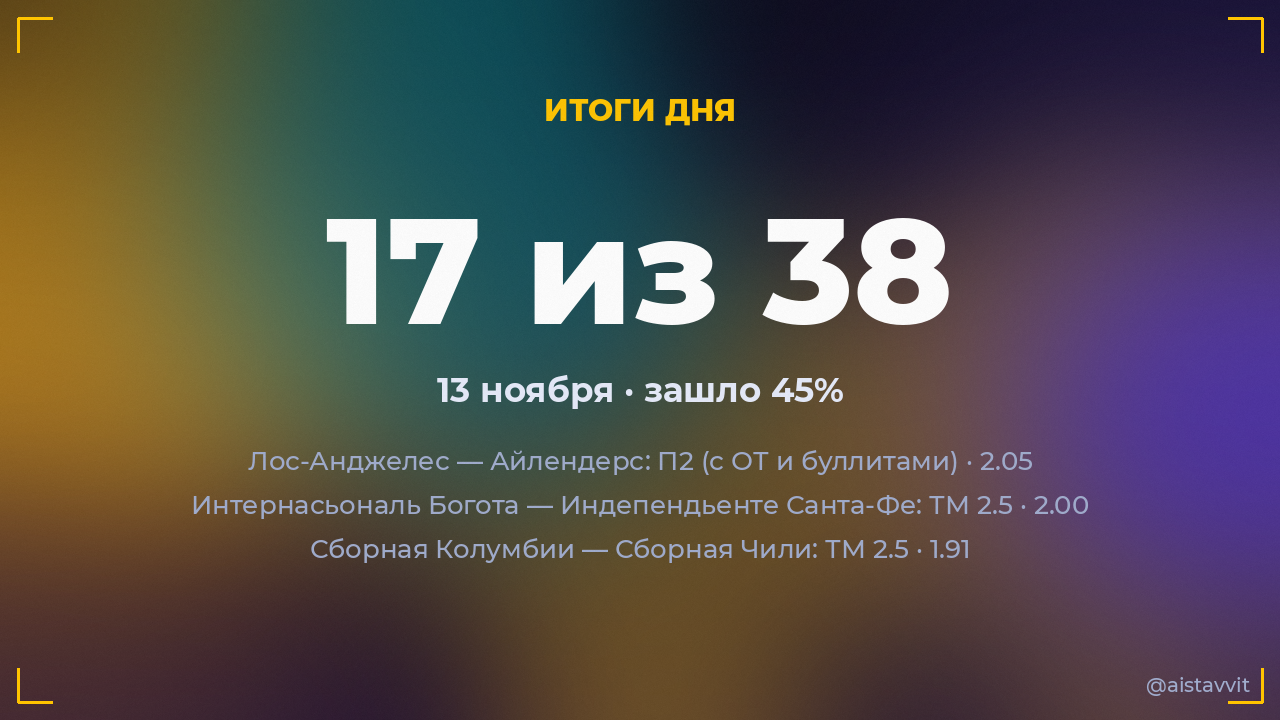 ИТОГИ ДНЯ
17 из 38
13 ноября · зашло 45%
Лос-Анджелес — Айлендерс: П2 (с ОТ и буллитами) · 2.05
Интернасьональ Богота — Индепендьенте Санта-Фе: ТМ 2.5 · 2.00
Сборная Колумбии — Сборная Чили: ТМ 2.5 · 1.91
@aistavvit